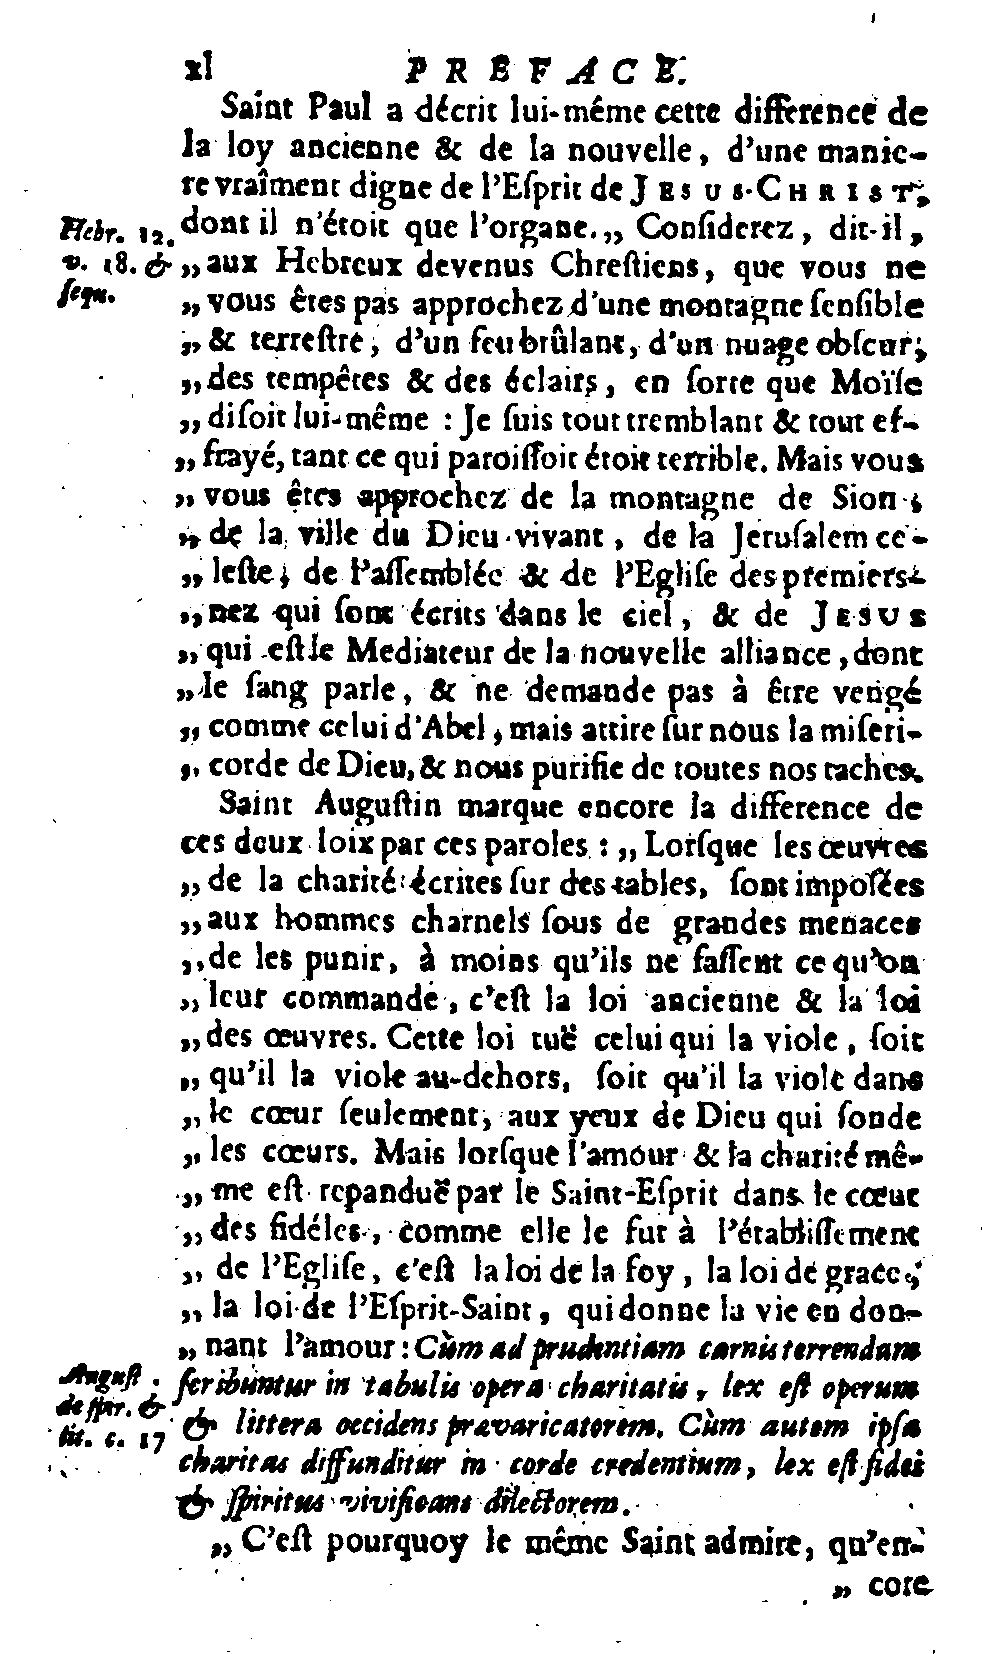 xl PREFACE.
Saint Paul a décrit lui-même cette difference de
la loy ancienne & de la nouvelle, d'une manie-
re vraîment digne de l'Eſprit de JESUS-CHRIST,
dont il n'étoit que l'organe. „ Conſiderez, dit-il,
Hebr. 12.
v. 18. &
ſequ.
„ aux Hebreux devenus Chreſtiens, que vous ne
„ vous êtes pas approchez d'une montagne ſenſible
„ & terreſtre, d'un feu brûlant, d'un nuage obſcur,
„ des tempêtes & des éclairs, en ſorte que Moïſe
„ diſoit lui-même : Je ſuis tout tremblant & tout ef-
„ frayé, tant ce qui paroiſſoit étoit terrible. Mais vous
„ vous êtes approchez de la montagne de Sion,
„ de la ville du Dieu vivant, de la Jeruſalem ce-
„ leſte, de l'aſſemblée & de l'Egliſe des premiers-
„ nez qui ſont écrits dans le ciel, & de JESUS
„ qui eſt le Mediateur de la nouvelle alliance, dont
„ le ſang parle, & ne demande pas à être vengé
„ comme celui d'Abel, mais attire ſur nous la miſeri-
„ corde de Dieu, & nous purifie de toutes nos taches.
Saint Auguſtin marque encore la difference de
ces deux loix par ces paroles : „ Lorſque les œuvres
„ de la charité écrites ſur des tables, ſont impoſées
„ aux hommes charnels ſous de grandes menaces
„ de les punir, à moins qu'ils ne faſſent ce qu'on
„ leur commande, c'eſt la loi ancienne & la loi
„ des œuvres. Cette loi tuë celui qui la viole, ſoit
„ qu'il la viole au-dehors, ſoit qu'il la viole dans
„ le cœur ſeulement, aux yeux de Dieu qui ſonde
„ les cœurs. Mais lorſque l'amour & la charité mê-
„ me eſt repanduë par le Saint-Eſprit dans le cœur
„ des fidéles, comme elle le fut à l'établiſſement
„ de l'Egliſe, c'eſt la loi de la foy, la loi de grace,
„ la loi de l'Eſprit-Saint, qui donne la vie en don-
„ nant l'amour : Cùm ad prudentiam carnis terrendam
Auguſt.
de ſpir. &
lit. c. 17
ſcribuntur in tabulis opera charitatis, lex eſt operum
& littera occidens prævaricatorem. Cùm autem ipſa
charitas diffunditur in corde credentium, lex eſt fidei
& ſpiritus vivificans dilectorem.
„ C'eſt pourquoy le même Saint admire, qu'en-
„ core